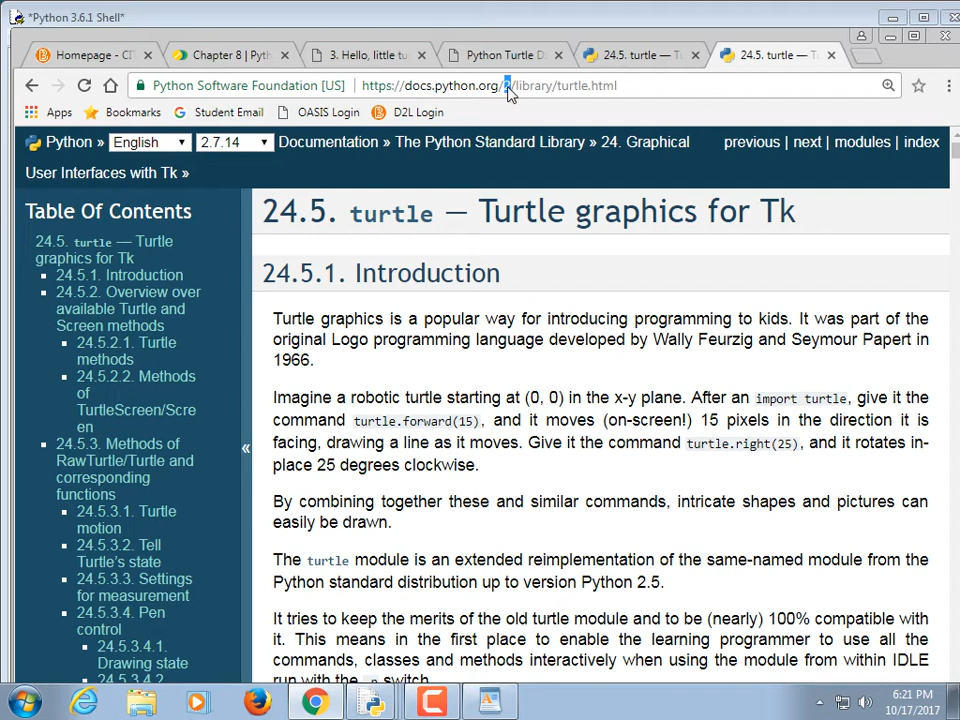 *Python 3.6.1 Shell*
Homepage - CI
Chapter 8 | Pyth
3. Hello, little tu
Python Turtle D
24.5. turtle — Tu
24.5. turtle — T
Python Software Foundation [US] | https://docs.python.org/2/library/turtle.html
Apps
Bookmarks
Student Email
OASIS Login
D2L Login
Python » English 2.7.14 Documentation » The Python Standard Library » 24. Graphical
previous | next | modules | index
User Interfaces with Tk »
Table Of Contents
24.5. turtle — Turtle
graphics for Tk
24.5.1. Introduction
24.5.2. Overview over
available Turtle and
Screen methods
24.5.2.1. Turtle
methods
24.5.2.2. Methods
of
TurtleScreen/Scre
en
24.5.3. Methods of
RawTurtle/Turtle and
corresponding
functions
24.5.3.1. Turtle
motion
24.5.3.2. Tell
Turtle's state
24.5.3.3. Settings
for measurement
24.5.3.4. Pen
control
24.5.3.4.1.
Drawing state
24.5.3.4.2.
«
24.5. turtle — Turtle graphics for Tk
24.5.1. Introduction
Turtle graphics is a popular way for introducing programming to kids. It was part of the
original Logo programming language developed by Wally Feurzig and Seymour Papert in
1966.
Imagine a robotic turtle starting at (0, 0) in the x-y plane. After an import turtle, give it the
command turtle.forward(15), and it moves (on-screen!) 15 pixels in the direction it is
facing, drawing a line as it moves. Give it the command turtle.right(25), and it rotates in-
place 25 degrees clockwise.
By combining together these and similar commands, intricate shapes and pictures can
easily be drawn.
The turtle module is an extended reimplementation of the same-named module from the
Python standard distribution up to version Python 2.5.
It tries to keep the merits of the old turtle module and to be (nearly) 100% compatible with
it. This means in the first place to enable the learning programmer to use all the
commands, classes and methods interactively when using the module from within IDLE
run with the -n switch.
6:21 PM
10/17/2017